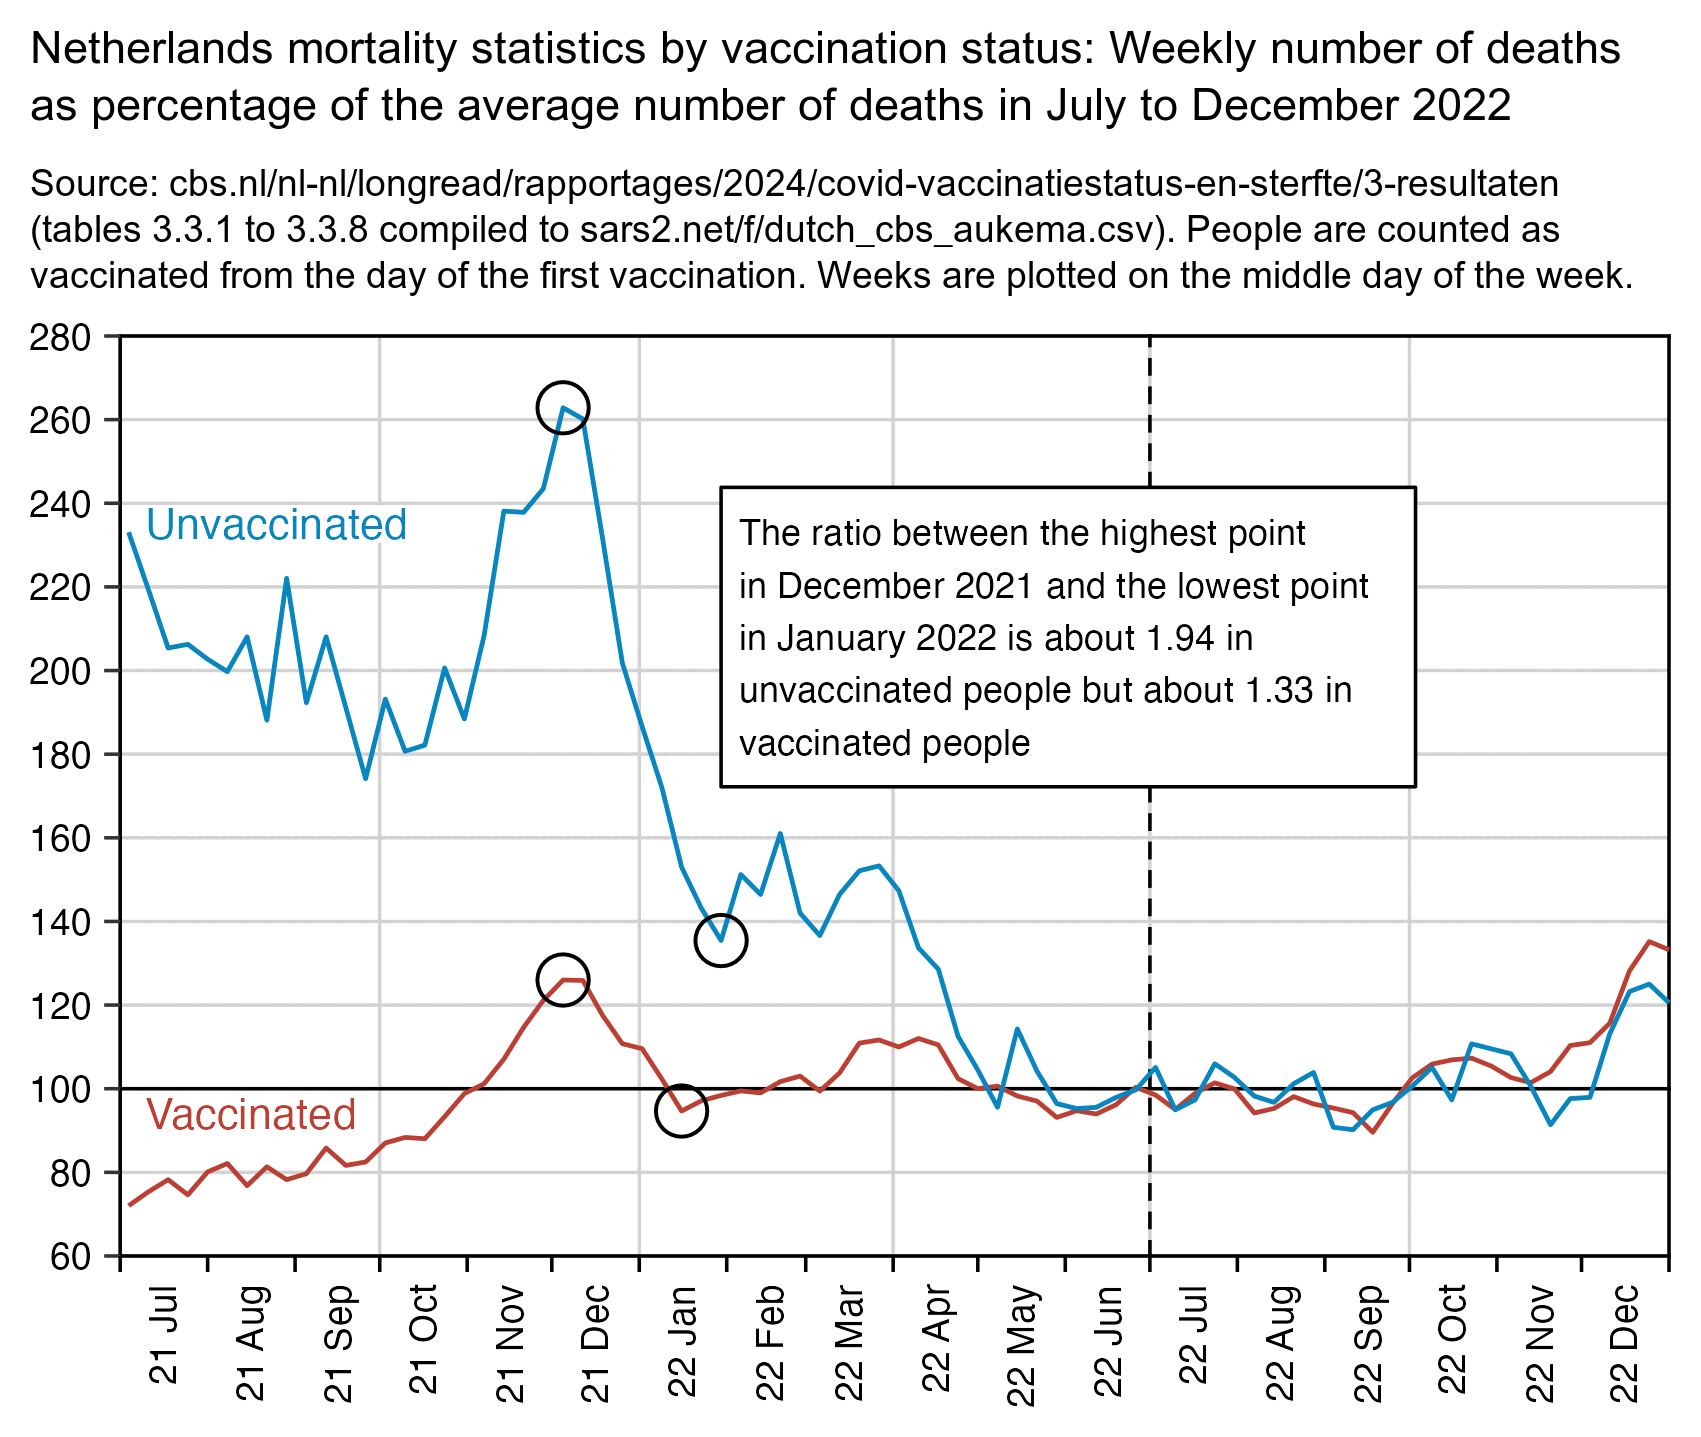 Netherlands mortality statistics by vaccination status: Weekly number of deaths
as percentage of the average number of deaths in July to December 2022
Source: cbs.nl/nl-nl/longread/rapportages/2024/covid-vaccinatiestatus-en-sterfte/3-resultaten
(tables 3.3.1 to 3.3.8 compiled to sars2.net/f/dutch_cbs_aukema.csv). People are counted as
vaccinated from the day of the first vaccination. Weeks are plotted on the middle day of the week.
280
260
240
220
200
180
160
140
120
100
80
60
Unvaccinated
The ratio between the highest point
in December 2021 and the lowest point
in January 2022 is about 1.94 in
unvaccinated people but about 1.33 in
vaccinated people
Vaccinated
21 Jul
21 Aug
21 Sep
21 Oct
21 Nov
21 Dec
22 Jan
22 Feb
22 Mar
22 Apr
22 May
22 Jun
22 Jul
22 Aug
22 Sep
22 Oct
22 Nov
22 Dec